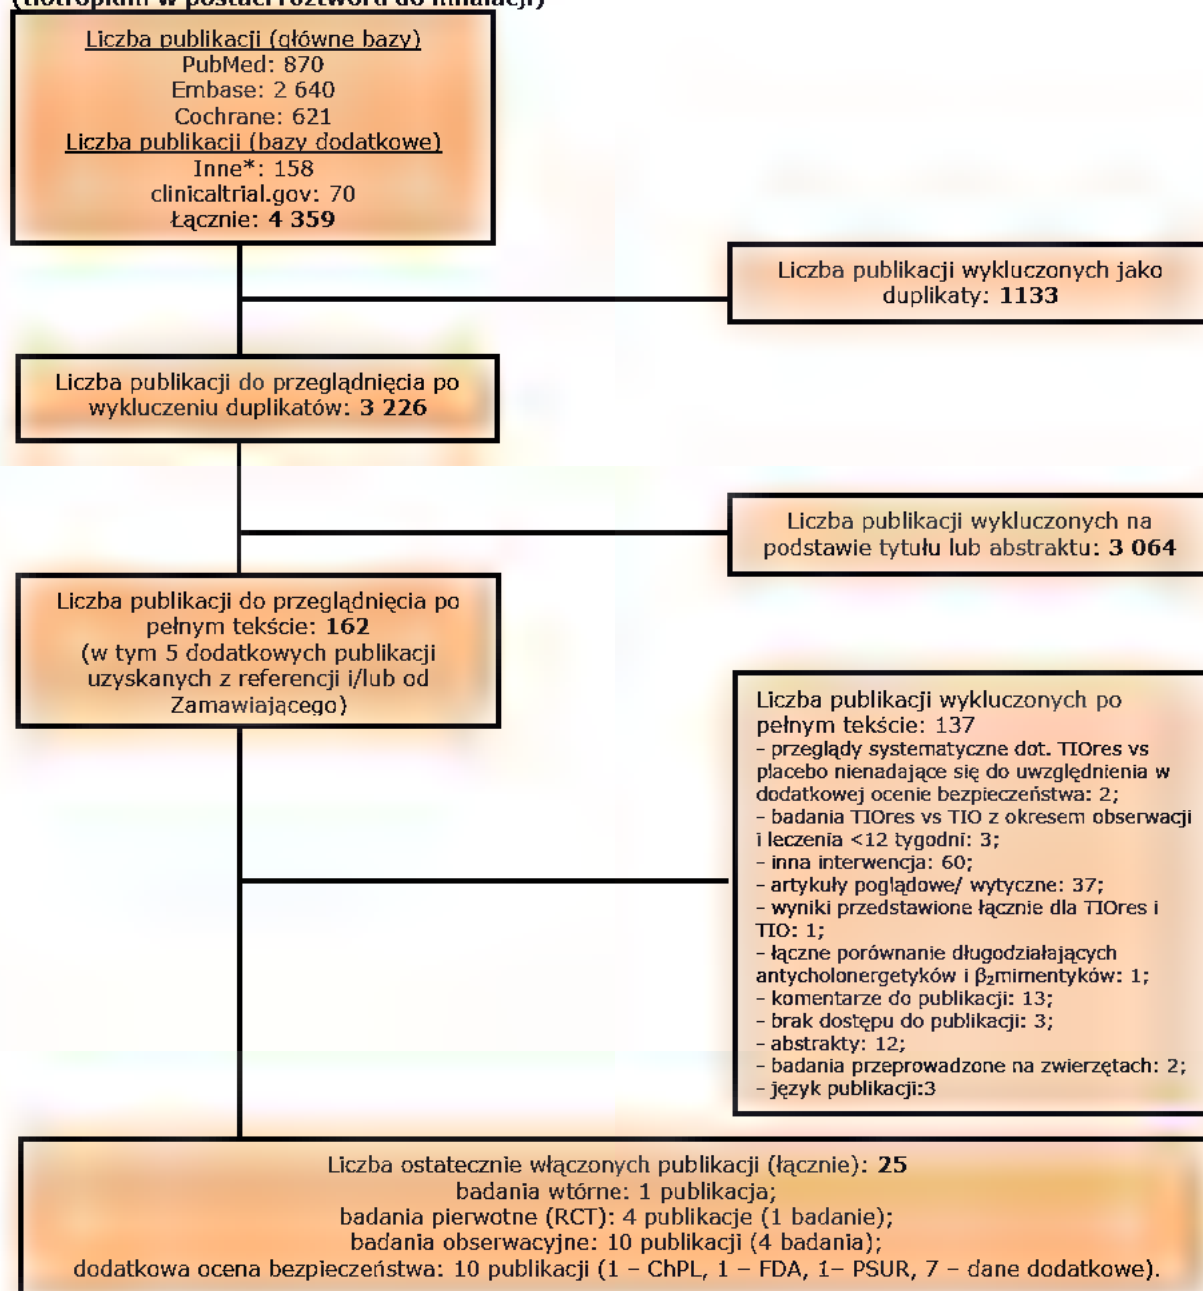 (tiotropium w postaci roztworu do inhalacji)
Liczba publikacji (główne bazy)
PubMed: 870
Embase: 2 640
Cochrane: 621
Liczba publikacji (bazy dodatkowe)
Inne*: 158
clinicaltrial.gov: 70
Łącznie: 4 359
Liczba publikacji wykluczonych jako
duplikaty: 1133
Liczba publikacji do przeglądnięcia po
wykluczeniu duplikatów: 3 226
Liczba publikacji wykluczonych na
podstawie tytułu lub abstraktu: 3 064
Liczba publikacji do przeglądnięcia po
pełnym tekście: 162
(w tym 5 dodatkowych publikacji
uzyskanych z referencji i/lub od
Zamawiającego)
Liczba publikacji wykluczonych po
pełnym tekście: 137
- przeglądy systematyczne dot. TIOres vs
placebo nienadające się do uwzględnienia w
dodatkowej ocenie bezpieczeństwa: 2;
- badania TIOres vs TIO z okresem obserwacji
i leczenia <12 tygodni: 3;
- inna interwencja: 60;
- artykuły poglądowe/ wytyczne: 37;
- wyniki przedstawione łącznie dla TIOres i
TIO: 1;
- łączne porównanie długodziałających
antycholonergetyków i β₂mimentyków: 1;
- komentarze do publikacji: 13;
- brak dostępu do publikacji: 3;
- abstrakty: 12;
- badania przeprowadzone na zwierzętach: 2;
- język publikacji:3
Liczba ostatecznie włączonych publikacji (łącznie): 25
badania wtórne: 1 publikacja;
badania pierwotne (RCT): 4 publikacje (1 badanie);
badania obserwacyjne: 10 publikacji (4 badania);
dodatkowa ocena bezpieczeństwa: 10 publikacji (1 – ChPL, 1 – FDA, 1– PSUR, 7 – dane dodatkowe).